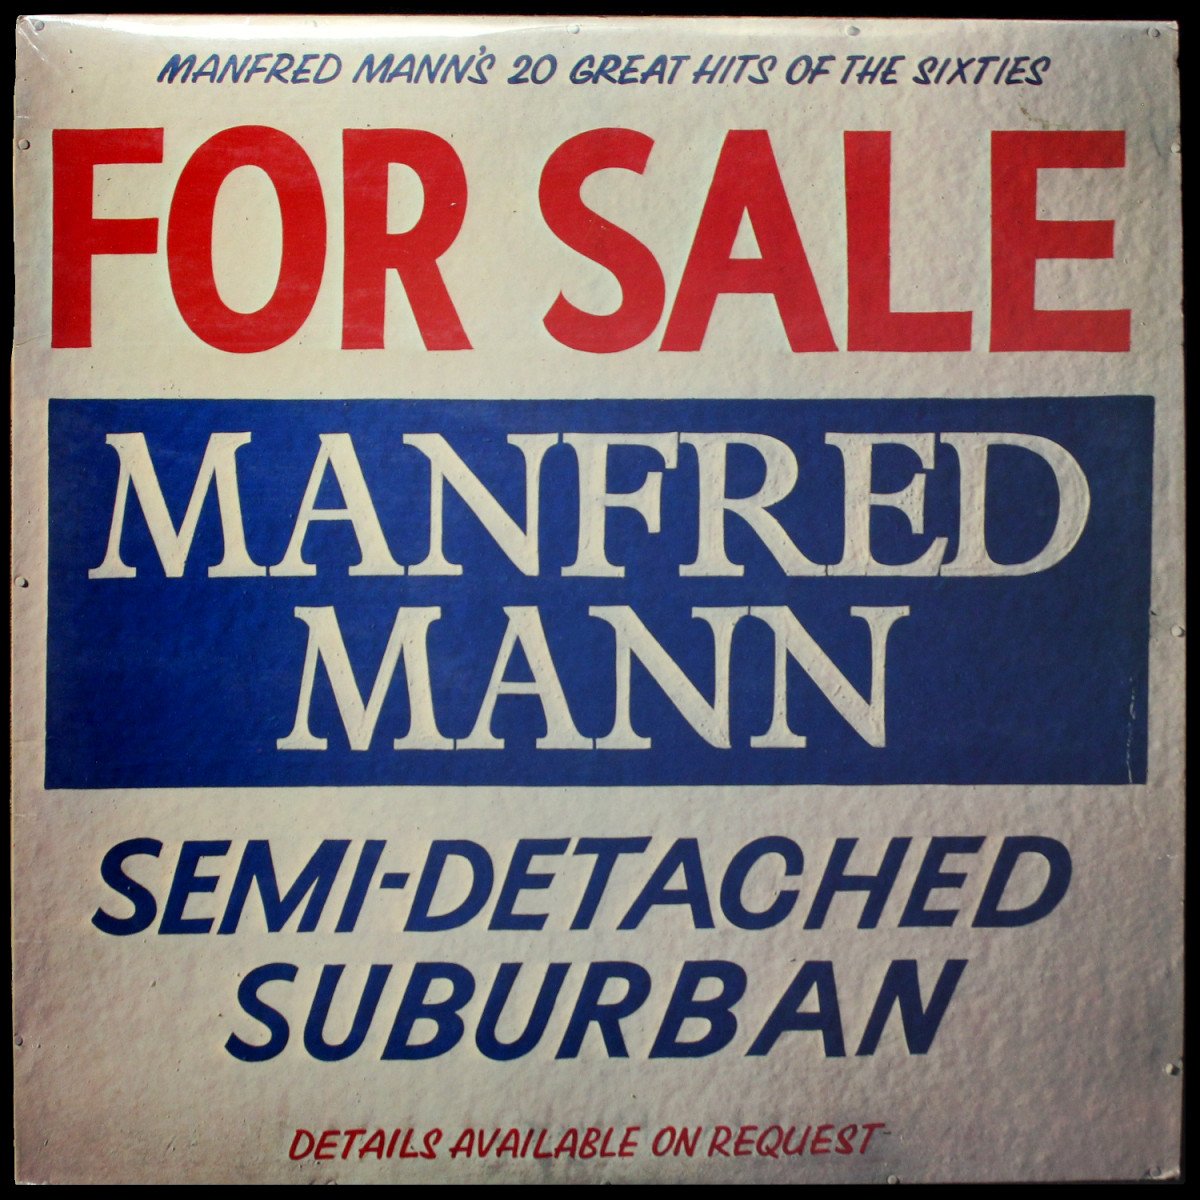 MANFRED MANN'S 20 GREAT HITS OF THE SIXTIES
FOR SALE
MANFRED
MANN
SEMI-DETACHED
SUBURBAN
DETAILS AVAILABLE ON REQUEST